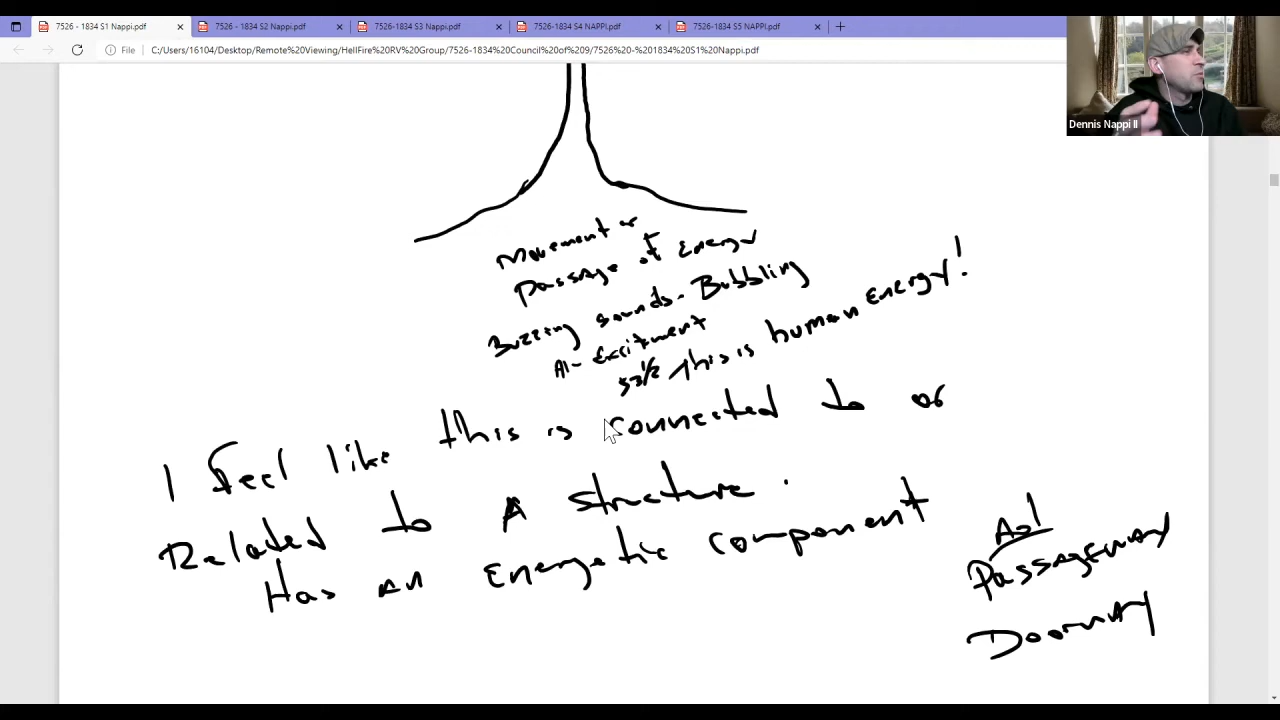 7526 - 1834 S1 Nappi.pdf
7526 - 1834 S2 Nappi.pdf
7526-1834 S3 Nappi.pdf
7526-1834 S4 NAPPI.pdf
7526-1834 S5 NAPPI.pdf
File
C:/Users/16104/Desktop/Remote%20Viewing/HellFire%20RV%20Group/7526-1834%20Council%20of%209/7526%20-%201834%20S1%20Nappi.pdf
Dennis Nappi II
Movement or
Passage of Energy
Buzzing sounds - Bubbling
AI - Excitment
This is human Energy!
I Feel like this is connected to or
Related to A structure.
Has an Energetic component
Passageway
Doorway